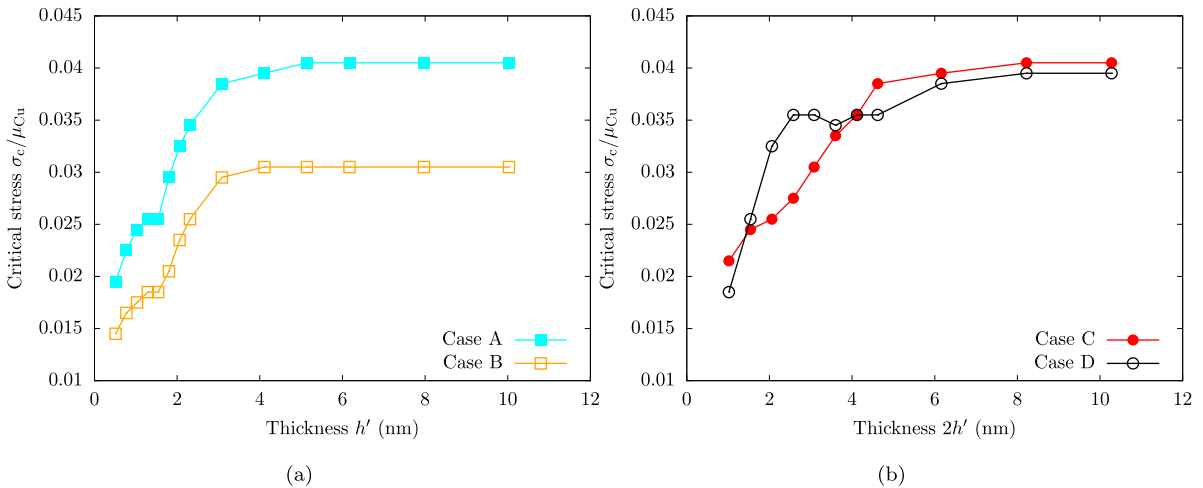 Critical stress σc/μCu
0.045
0.04
0.035
0.03
0.025
0.02
0.015
0.01
0 2 4 6 8 10 12
Thickness h′ (nm)
Case A
Case B
(a)
Critical stress σc/μCu
0.045
0.04
0.035
0.03
0.025
0.02
0.015
0.01
0 2 4 6 8 10 12
Thickness 2h′ (nm)
Case C
Case D
(b)